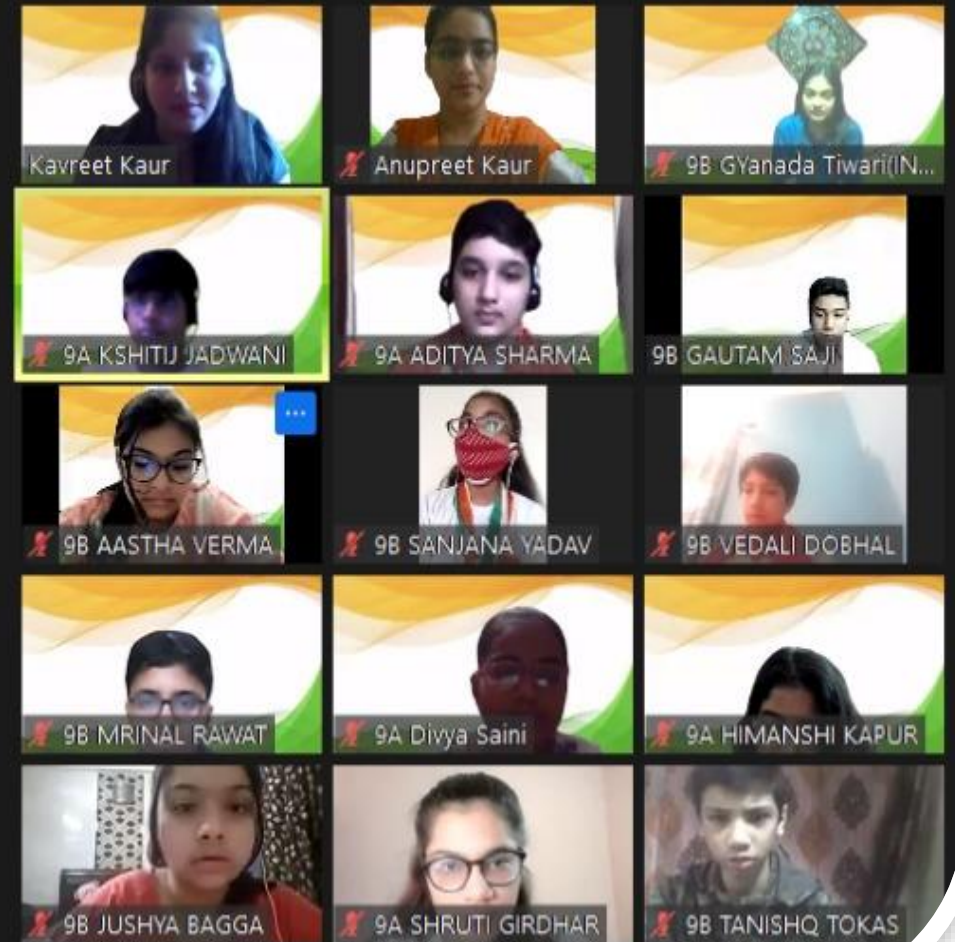 Kavreet Kaur
Anupreet Kaur
9B GYanada Tiwari(IN...
9A KSHITIJ JADWANI
9A ADITYA SHARMA
9B GAUTAM SAJI
9B AASTHA VERMA
9B SANJANA YADAV
9B VEDALI DOBHAL
9B MRINAL RAWAT
9A Divya Saini
9A HIMANSHI KAPUR
9B JUSHYA BAGGA
9A SHRUTI GIRDHAR
9B TANISHQ TOKAS